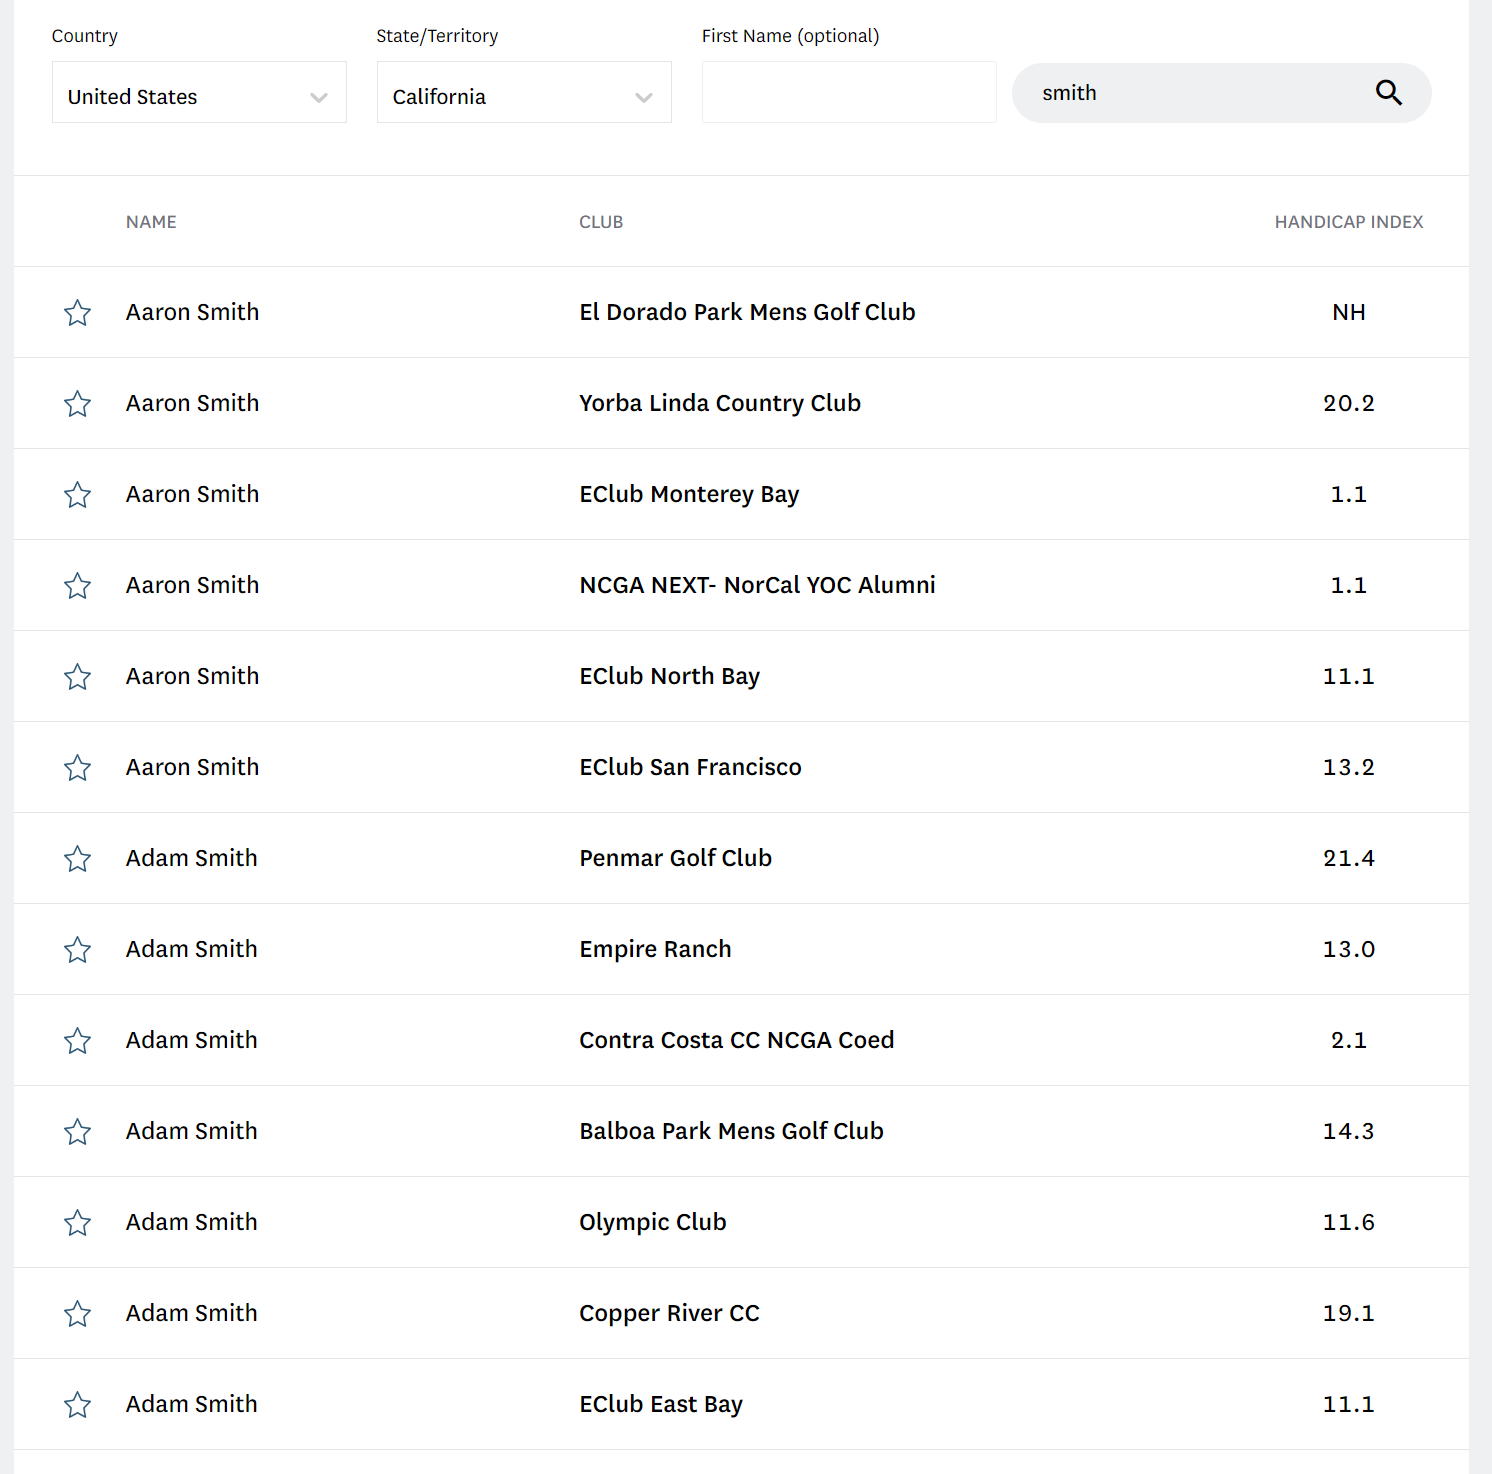 Country State/Territory First Name (optional)
United States California smith
NAME CLUB HANDICAP INDEX
Aaron Smith El Dorado Park Mens Golf Club NH
Aaron Smith Yorba Linda Country Club 20.2
Aaron Smith EClub Monterey Bay 1.1
Aaron Smith NCGA NEXT- NorCal YOC Alumni 1.1
Aaron Smith EClub North Bay 11.1
Aaron Smith EClub San Francisco 13.2
Adam Smith Penmar Golf Club 21.4
Adam Smith Empire Ranch 13.0
Adam Smith Contra Costa CC NCGA Coed 2.1
Adam Smith Balboa Park Mens Golf Club 14.3
Adam Smith Olympic Club 11.6
Adam Smith Copper River CC 19.1
Adam Smith EClub East Bay 11.1